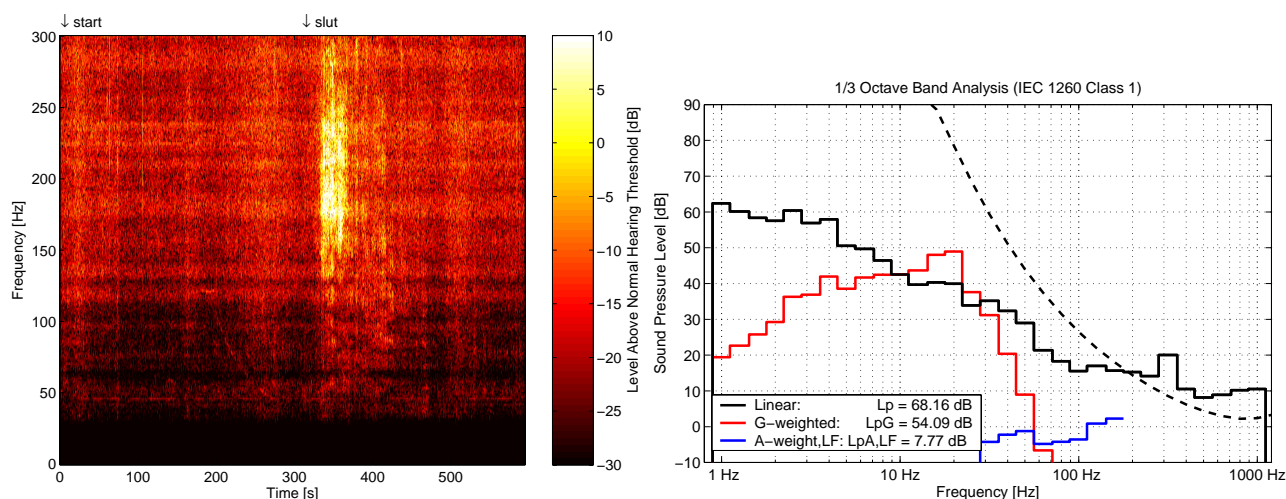 ↓ start
↓ slut
300
250
200
150
100
50
0
Frequency [Hz]
0 100 200 300 400 500
Time [s]
10
5
0
−5
−10
−15
−20
−25
−30
Level Above Normal Hearing Threshold [dB]
1/3 Octave Band Analysis (IEC 1260 Class 1)
90
80
70
60
50
40
30
20
10
0
−10
Sound Pressure Level [dB]
Linear: Lp = 68.16 dB
G−weighted: LpG = 54.09 dB
A−weight,LF: LpA,LF = 7.77 dB
1 Hz 10 Hz 100 Hz 1000 Hz
Frequency [Hz]